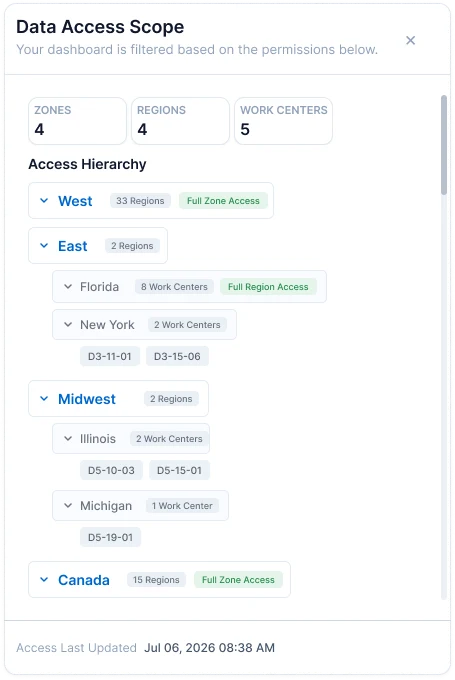 Data Access Scope
Your dashboard is filtered based on the permissions below.
ZONES REGIONS WORK CENTERS
4 4 5
Access Hierarchy
West 33 Regions Full Zone Access
East 2 Regions
Florida 8 Work Centers Full Region Access
New York 2 Work Centers
D3-11-01 D3-15-06
Midwest 2 Regions
Illinois 2 Work Centers
D5-10-03 D5-15-01
Michigan 1 Work Center
D5-19-01
Canada 15 Regions Full Zone Access
Access Last Updated Jul 06, 2026 08:38 AM